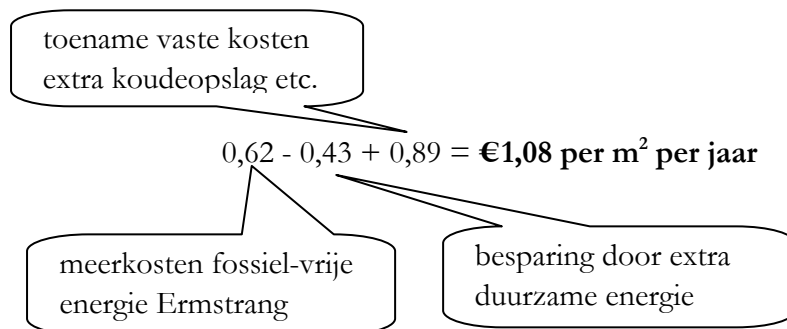 toename vaste kosten
extra koudeopslag etc.
0,62 - 0,43 + 0,89 = €1,08 per m² per jaar
meerkosten fossiel-vrije
energie Ermstrang
besparing door extra
duurzame energie